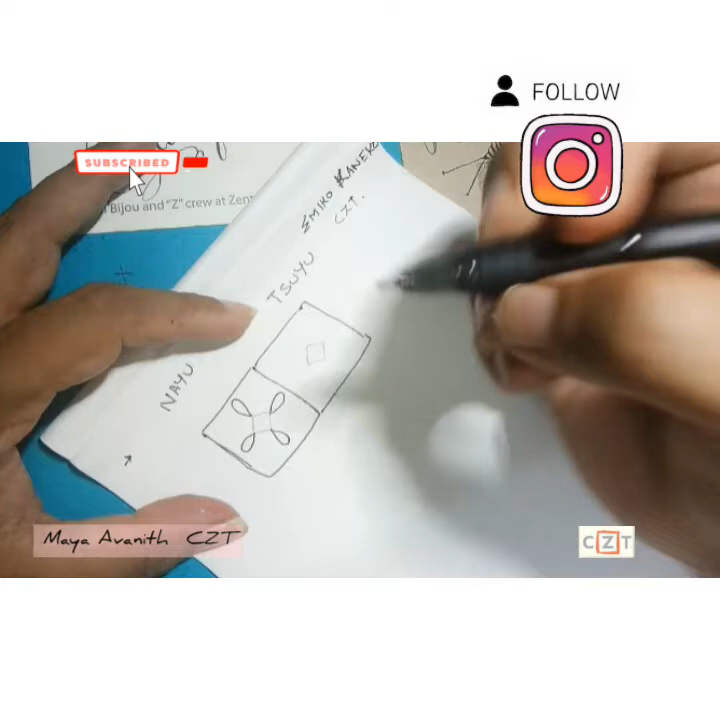 FOLLOW
SUBSCRIBED
Bijou and "Z" crew at Zen
EMIKO KANEKO
CZT.
TSUYU
NAYU
Maya Avanith CZT
CZT